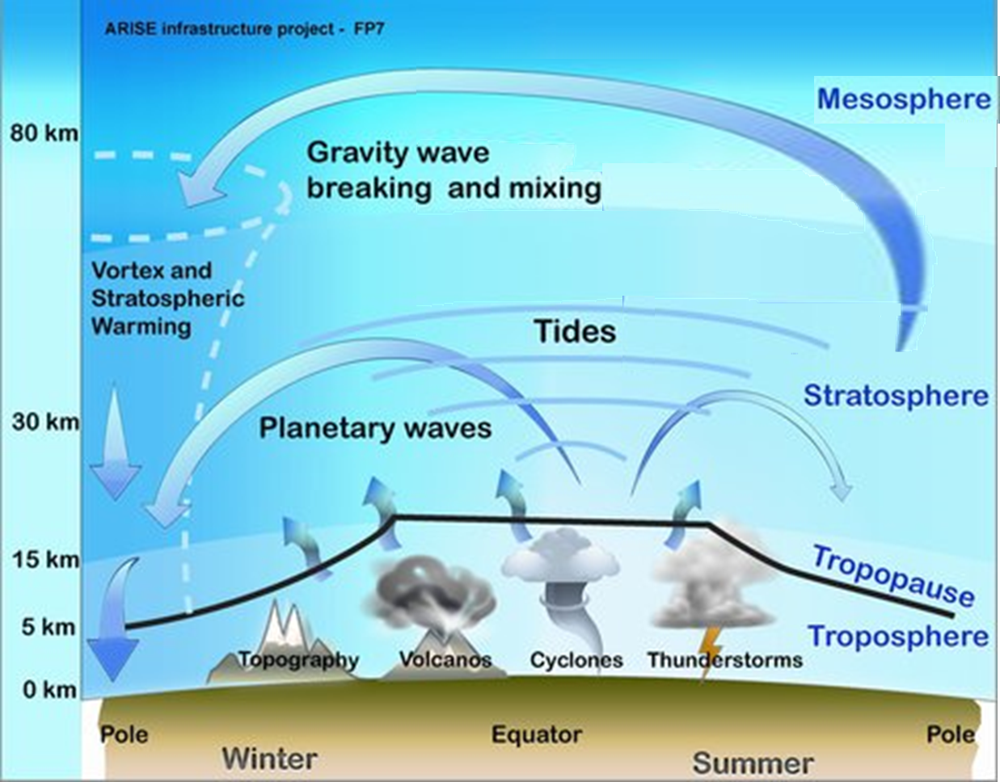 ARISE infrastructure project - FP7
Mesosphere
80 km
Gravity wave
breaking and mixing
Vortex and
Stratospheric
Warming
Tides
Stratosphere
30 km
Planetary waves
15 km
Tropopause
5 km
Troposphere
Topography
Volcanos
Cyclones
Thunderstorms
0 km
Pole
Equator
Pole
Winter
Summer